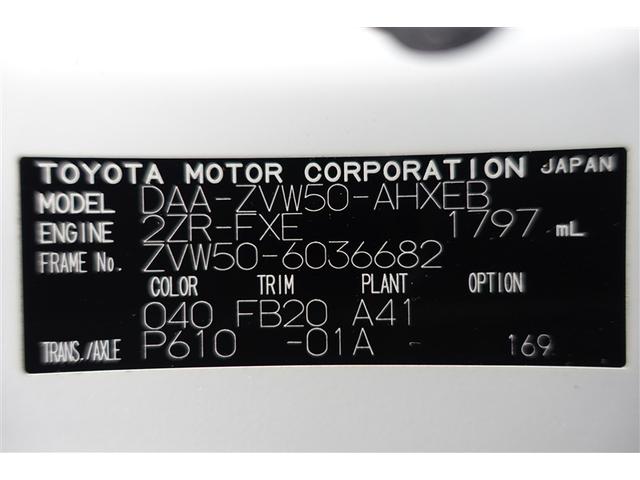 TOYOTA MOTOR CORPORATION JAPAN
MODEL DAA-ZVW50-AHXEB
ENGINE 2ZR-FXE 1797 mL
FRAME No. ZVW50-6036682
COLOR TRIM PLANT OPTION
040 FB20 A41
TRANS./AXLE P610 -01A 169